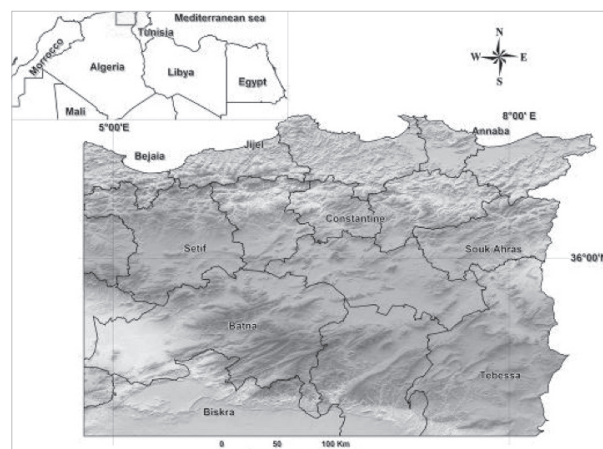 Mediterranean sea
Tunisia
Morrocco
Algeria
Libya
Egypt
Mali
N
W E
S
5°00'E
8°00' E
Annaba
Jijel
Bejaia
Constantine
Setif
Souk Ahras
36°00'N
Batna
Tebessa
Biskra
0 50 100 Km